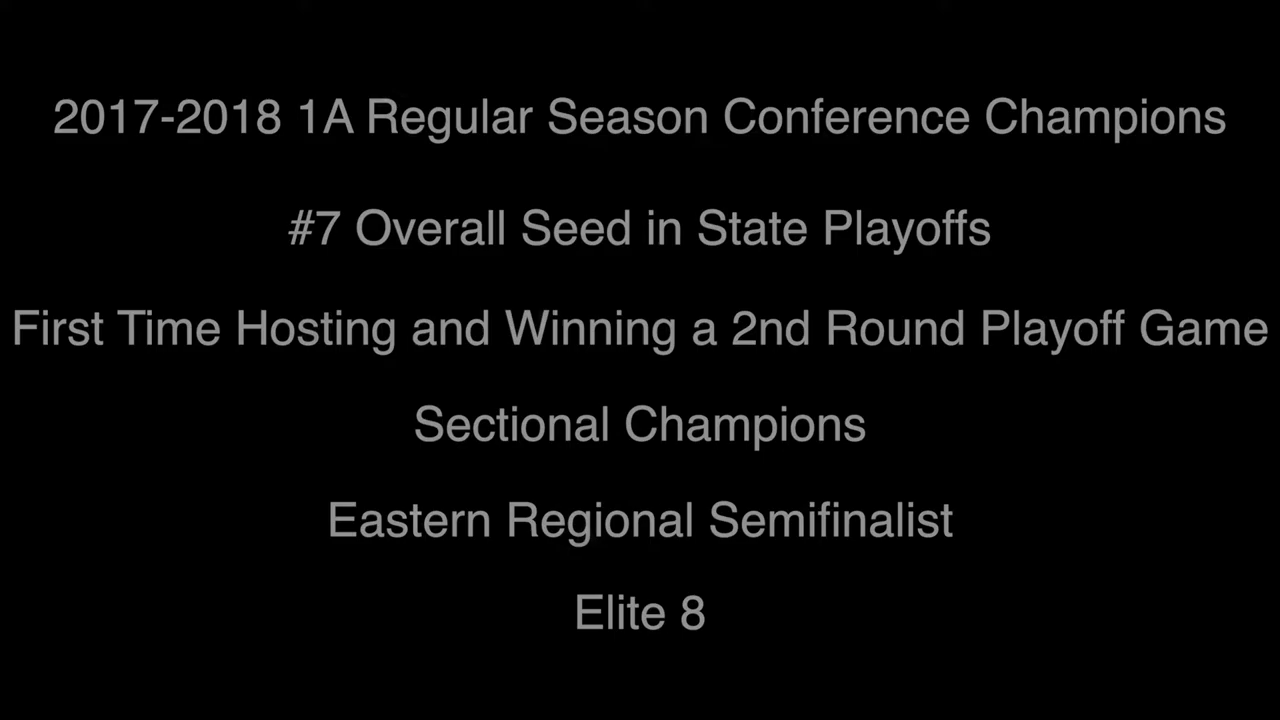 2017-2018 1A Regular Season Conference Champions
#7 Overall Seed in State Playoffs
First Time Hosting and Winning a 2nd Round Playoff Game
Sectional Champions
Eastern Regional Semifinalist
Elite 8